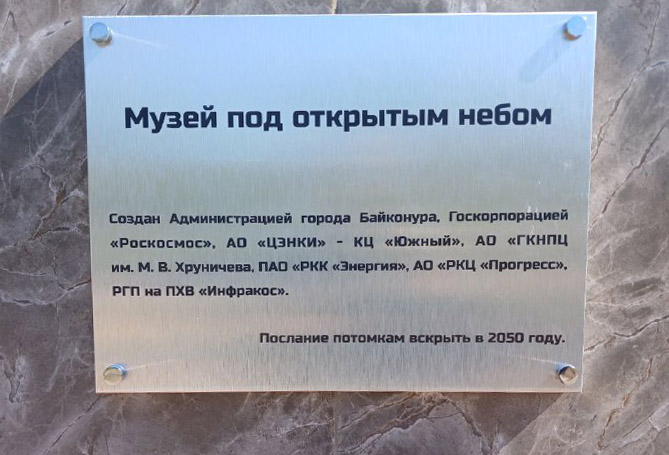 Музей под открытым небом
Создан Администрацией города Байконура, Госкорпорацией
«Роскосмос», АО «ЦЭНКИ» - КЦ «Южный», АО «ГКНПЦ
им. М. В. Хруничева, ПАО «РКК «Энергия», АО «РКЦ «Прогресс»,
РГП на ПХВ «Инфракос».
Послание потомкам вскрыть в 2050 году.